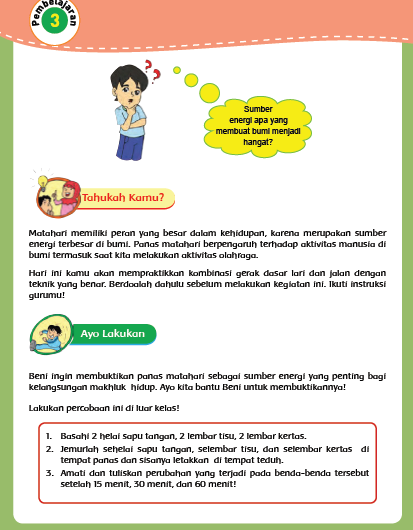 Pembelajaran
3
? ?
Sumber
energi apa yang
membuat bumi menjadi
hangat?
Tahukah Kamu?
Matahari memiliki peran yang besar dalam kehidupan, karena merupakan sumber
energi terbesar di bumi. Panas matahari berpengaruh terhadap aktivitas manusia di
bumi termasuk saat kita melakukan aktivitas olahraga.
Hari ini kamu akan mempraktikkan kombinasi gerak dasar lari dan jalan dengan
teknik yang benar. Berdoalah dahulu sebelum melakukan kegiatan ini. Ikuti instruksi
gurumu!
Ayo Lakukan
Beni ingin membuktikan panas matahari sebagai sumber energi yang penting bagi
kelangsungan makhluk hidup. Ayo kita bantu Beni untuk membuktikannya!
Lakukan percobaan ini di luar kelas!
1. Basahi 2 helai sapu tangan, 2 lembar tisu, 2 lembar kertas.
2. Jemurlah sehelai sapu tangan, selembar tisu, dan selembar kertas di
tempat panas dan sisanya letakkan di tempat teduh.
3. Amati dan tuliskan perubahan yang terjadi pada benda-benda tersebut
setelah 15 menit, 30 menit, dan 60 menit!